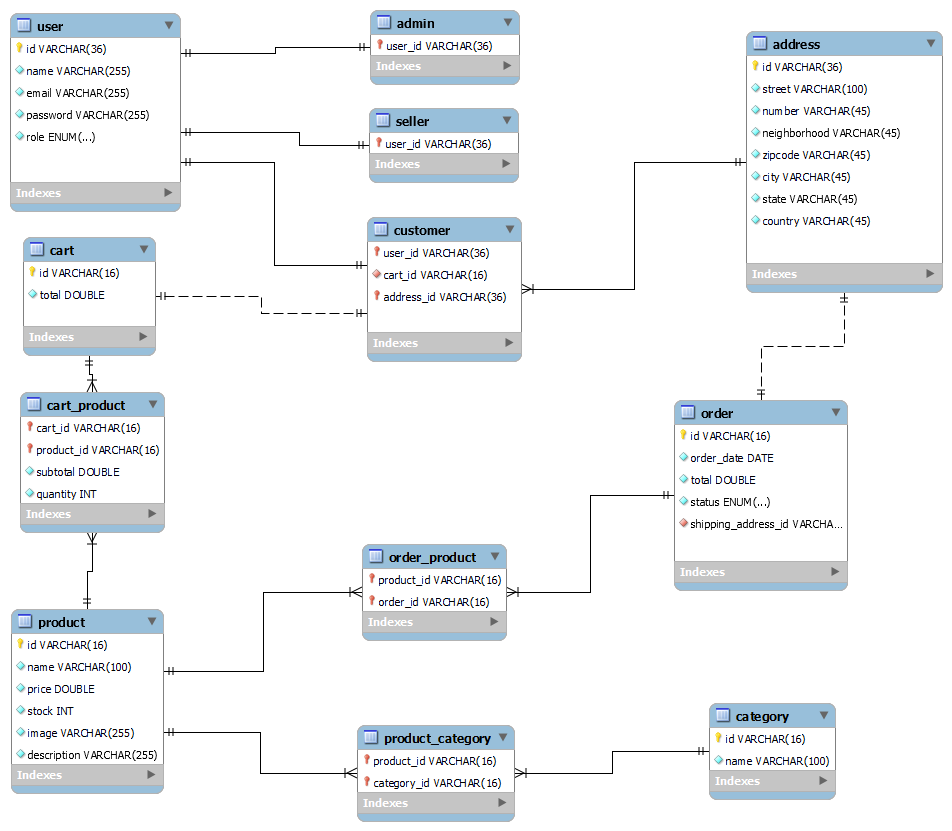 user
id VARCHAR(36)
name VARCHAR(255)
email VARCHAR(255)
password VARCHAR(255)
role ENUM(...)
Indexes
admin
user_id VARCHAR(36)
Indexes
seller
user_id VARCHAR(36)
Indexes
customer
user_id VARCHAR(36)
cart_id VARCHAR(16)
address_id VARCHAR(36)
Indexes
address
id VARCHAR(36)
street VARCHAR(100)
number VARCHAR(45)
neighborhood VARCHAR(45)
zipcode VARCHAR(45)
city VARCHAR(45)
state VARCHAR(45)
country VARCHAR(45)
Indexes
cart
id VARCHAR(16)
total DOUBLE
Indexes
cart_product
cart_id VARCHAR(16)
product_id VARCHAR(16)
subtotal DOUBLE
quantity INT
Indexes
order
id VARCHAR(16)
order_date DATE
total DOUBLE
status ENUM(...)
shipping_address_id VARCHA...
Indexes
order_product
product_id VARCHAR(16)
order_id VARCHAR(16)
Indexes
product
id VARCHAR(16)
name VARCHAR(100)
price DOUBLE
stock INT
image VARCHAR(255)
description VARCHAR(255)
Indexes
product_category
product_id VARCHAR(16)
category_id VARCHAR(16)
Indexes
category
id VARCHAR(16)
name VARCHAR(100)
Indexes